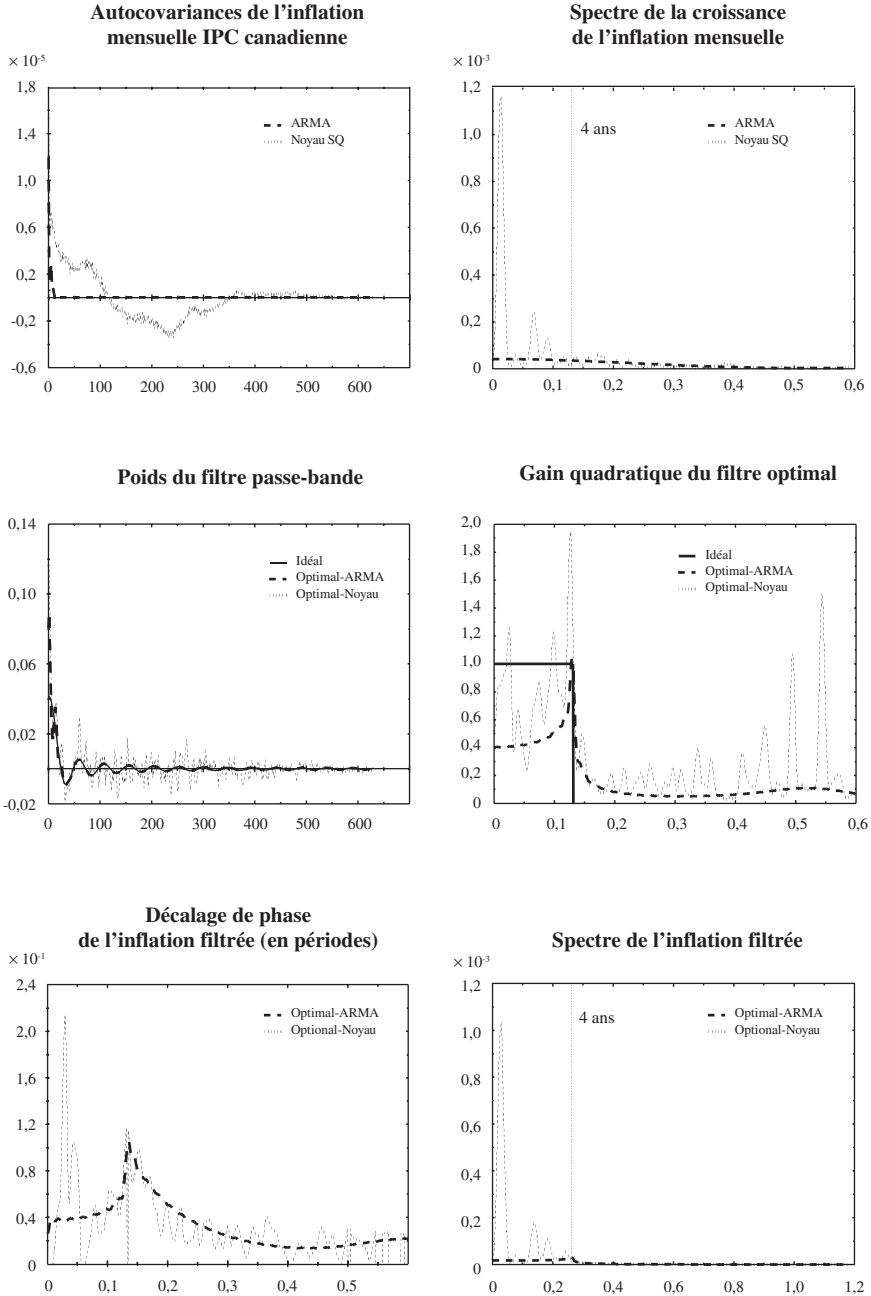 Autocovariances de l’inflation
mensuelle IPC canadienne
× 10⁻⁵
1,8
1,4
1,0
0,6
0,2
-0,2
-0,6
ARMA
Noyau SQ
0 100 200 300 400 500 600
Spectre de la croissance
de l’inflation mensuelle
× 10⁻³
1,2
1,0
0,8
0,6
0,4
0,2
0
4 ans
ARMA
Noyau SQ
0 0,1 0,2 0,3 0,4 0,5 0,6
Poids du filtre passe-bande
0,14
0,10
0,06
0,02
-0,02
Idéal
Optimal-ARMA
Optimal-Noyau
0 100 200 300 400 500 600
Gain quadratique du filtre optimal
2,0
1,8
1,6
1,4
1,2
1,0
0,8
0,6
0,4
0,2
0
Idéal
Optimal-ARMA
Optimal-Noyau
0 0,1 0,2 0,3 0,4 0,5 0,6
Décalage de phase
de l’inflation filtrée (en périodes)
× 10⁻¹
2,4
2,0
1,6
1,2
0,8
0,4
0
Optimal-ARMA
Optional-Noyau
0 0,1 0,2 0,3 0,4 0,5
Spectre de l’inflation filtrée
× 10⁻³
1,2
1,0
0,8
0,6
0,4
0,2
0
4 ans
Optimal-ARMA
Optional-Noyau
0 0,2 0,4 0,6 0,8 1,0 1,2